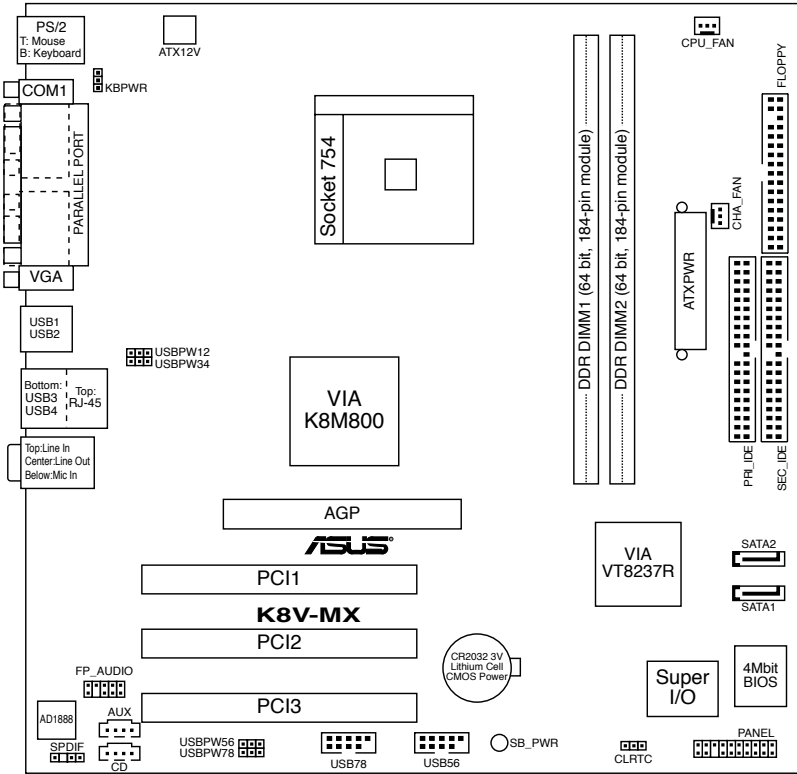 PS/2
T: Mouse
B: Keyboard
ATX12V
CPU_FAN
KBPWR
COM1
FLOPPY
PARALLEL PORT
Socket 754
DDR DIMM1 (64 bit, 184-pin module)
DDR DIMM2 (64 bit, 184-pin module)
CHA_FAN
ATXPWR
VGA
USB1
USB2
USBPW12
USBPW34
Bottom:
USB3
USB4
Top:
RJ-45
VIA
K8M800
Top:Line In
Center:Line Out
Below:Mic In
PRI_IDE
SEC_IDE
AGP
ASUS
VIA
VT8237R
SATA2
SATA1
PCI1
K8V-MX
PCI2
CR2032 3V
Lithium Cell
CMOS Power
Super
I/O
4Mbit
BIOS
FP_AUDIO
AD1888
AUX
PCI3
SPDIF
CD
USBPW56
USBPW78
USB78
USB56
SB_PWR
CLRTC
PANEL